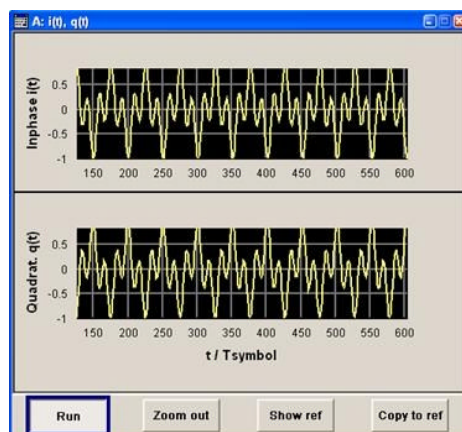 A: i(t), q(t)
Inphase i(t)
0.5
0
-0.5
-1
150 200 250 300 350 400 450 500 550 600
Quadrat. q(t)
0.5
0
-0.5
-1
150 200 250 300 350 400 450 500 550 600
t / Tsymbol
Run Zoom out Show ref Copy to ref